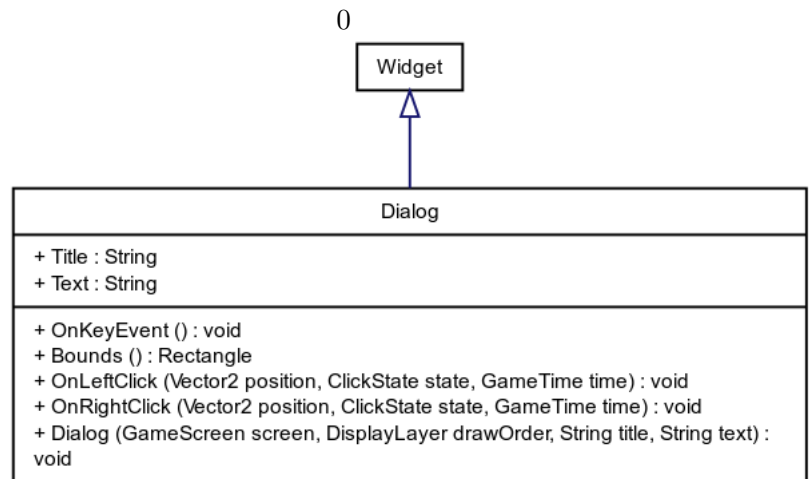 0
Widget
Dialog
+ Title : String
+ Text : String
+ OnKeyEvent () : void
+ Bounds () : Rectangle
+ OnLeftClick (Vector2 position, ClickState state, GameTime time) : void
+ OnRightClick (Vector2 position, ClickState state, GameTime time) : void
+ Dialog (GameScreen screen, DisplayLayer drawOrder, String title, String text) :
void